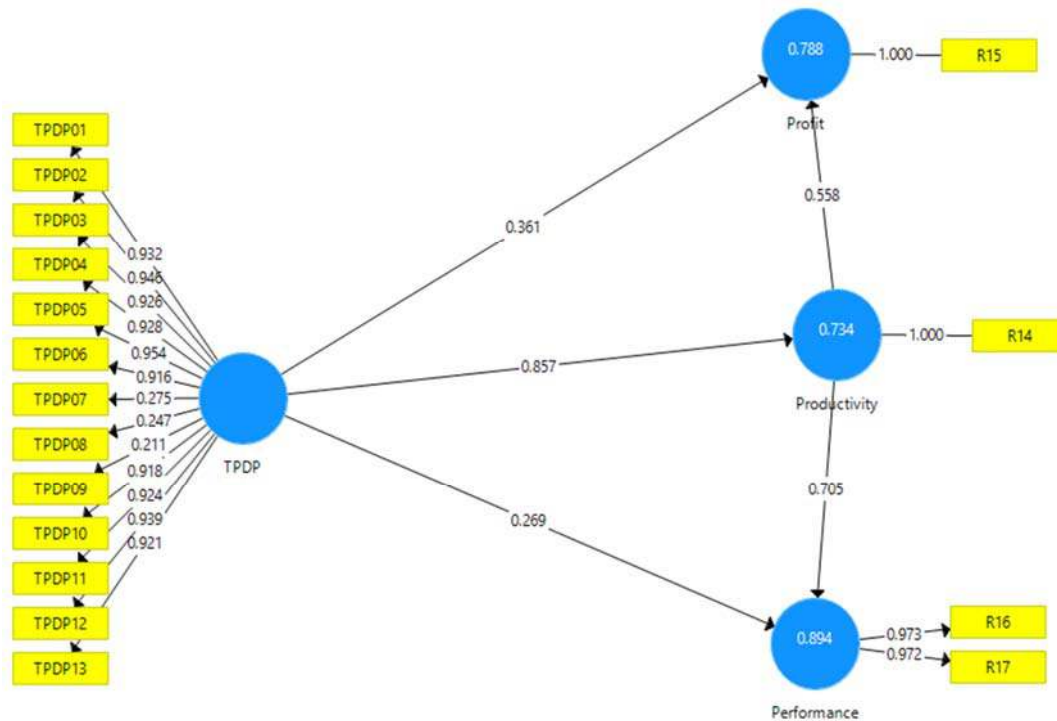 0.788
1.000
R15
Profit
TPDP01
TPDP02
TPDP03
TPDP04
TPDP05
TPDP06
TPDP07
TPDP08
TPDP09
TPDP10
TPDP11
TPDP12
TPDP13
0.932
0.946
0.926
0.928
0.954
0.916
0.275
0.247
0.211
0.918
0.924
0.939
0.921
TPDP
0.361
0.558
0.857
0.734
1.000
R14
Productivity
0.705
0.269
0.894
0.973
0.972
R16
R17
Performance